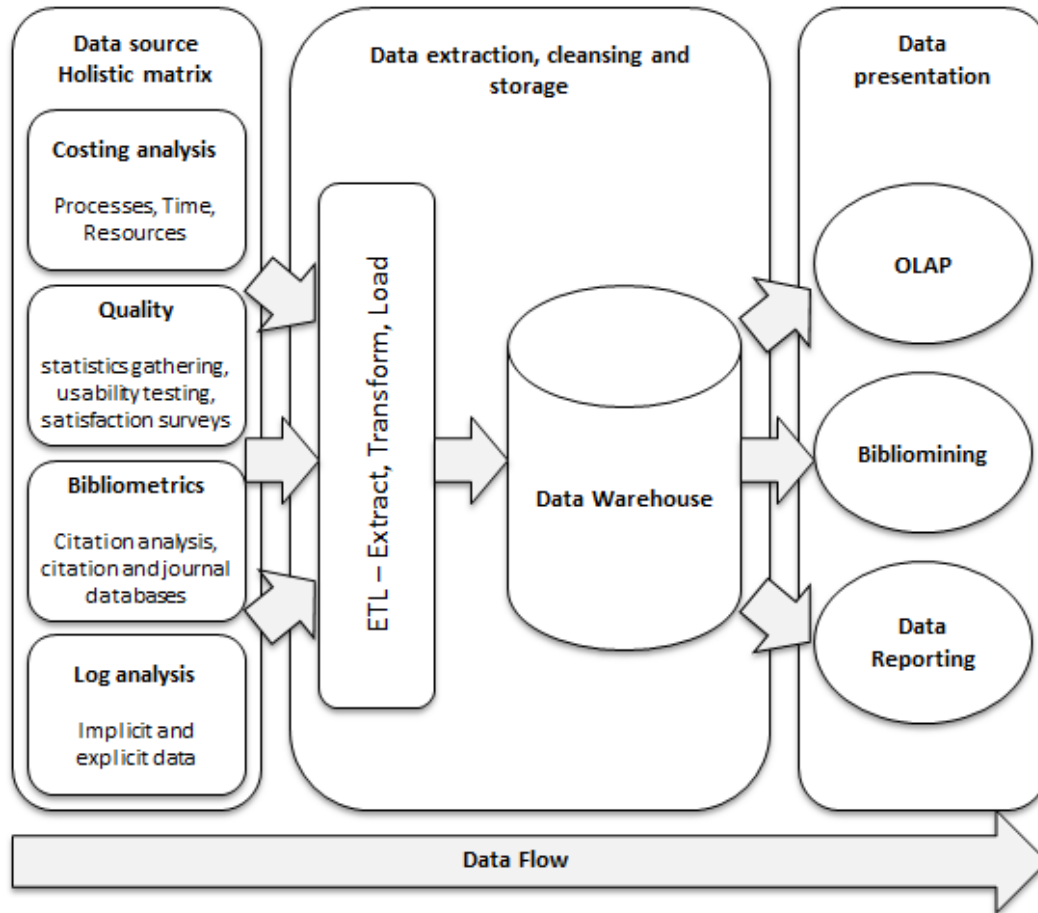 Data source
Holistic matrix
Costing analysis
Processes, Time,
Resources
Quality
statistics gathering,
usability testing,
satisfaction surveys
Bibliometrics
Citation analysis,
citation and journal
databases
Log analysis
Implicit and
explicit data
Data extraction, cleansing and
storage
ETL – Extract, Transform, Load
Data Warehouse
Data
presentation
OLAP
Bibliomining
Data
Reporting
Data Flow